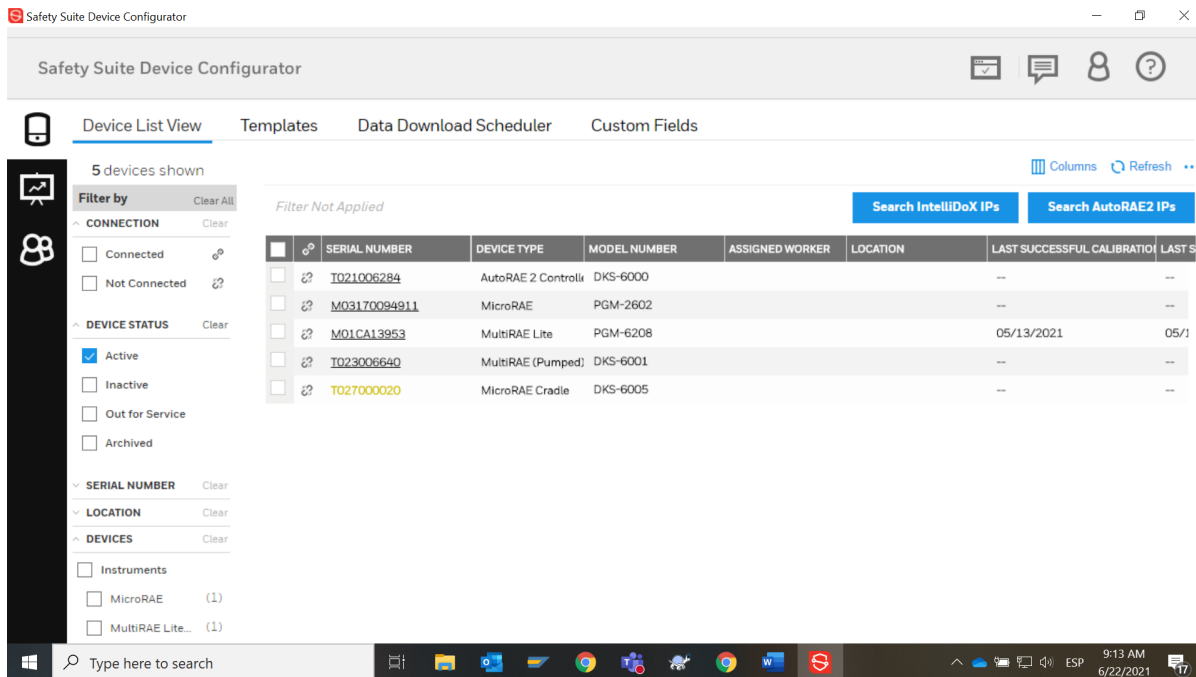 Safety Suite Device Configurator
Safety Suite Device Configurator
Device List View Templates Data Download Scheduler Custom Fields
5 devices shown
Columns Refresh
Filter by Clear All
Filter Not Applied
Search IntelliDoX IPs Search AutoRAE2 IPs
CONNECTION Clear
Connected
Not Connected
DEVICE STATUS Clear
Active
Inactive
Out for Service
Archived
SERIAL NUMBER Clear
LOCATION Clear
DEVICES Clear
Instruments
MicroRAE (1)
MultiRAE Lite... (1)
SERIAL NUMBER DEVICE TYPE MODEL NUMBER ASSIGNED WORKER LOCATION LAST SUCCESSFUL CALIBRATIO LAST S
T021006284 AutoRAE 2 Controlle DKS-6000 -- --
M03170094911 MicroRAE PGM-2602 -- --
M01CA13953 MultiRAE Lite PGM-6208 05/13/2021 05/1
T023006640 MultiRAE (Pumped) DKS-6001 -- --
T027000020 MicroRAE Cradle DKS-6005 -- --
Type here to search
ESP
9:13 AM
6/22/2021
17